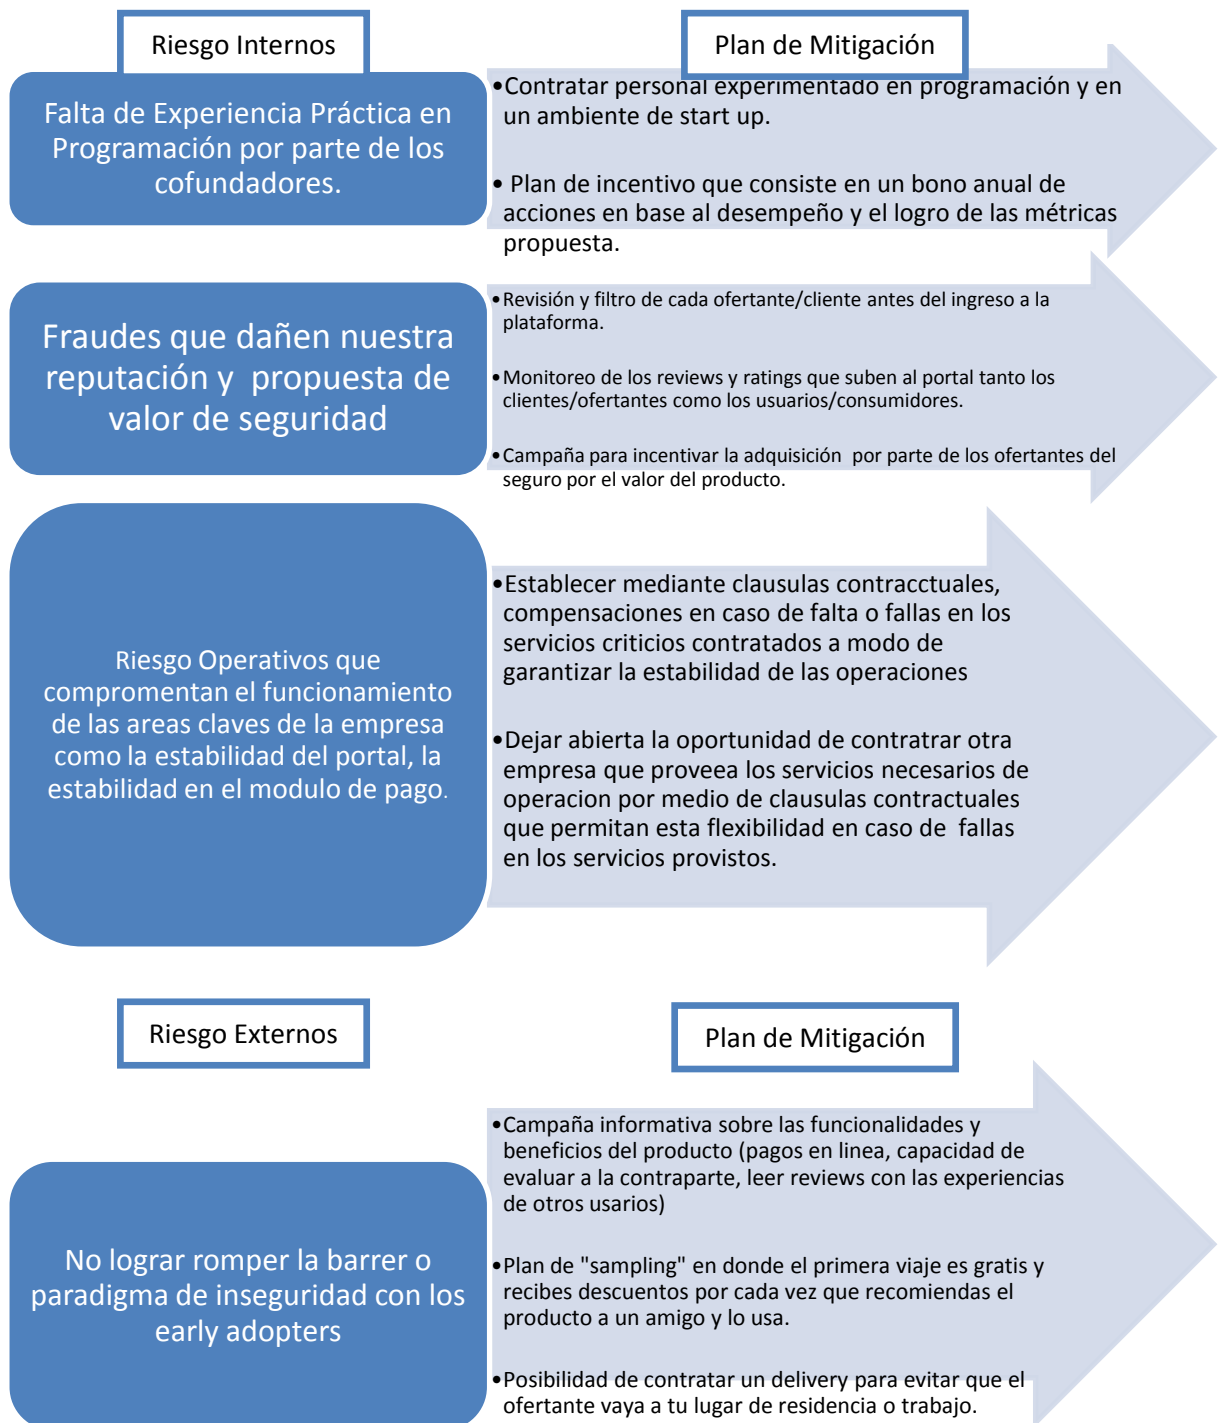 Riesgo Internos
Plan de Mitigación
Falta de Experiencia Práctica en
Programación por parte de los
cofundadores.
•Contratar personal experimentado en programación y en
un ambiente de start up.
• Plan de incentivo que consiste en un bono anual de
acciones en base al desempeño y el logro de las métricas
propuesta.
Fraudes que dañen nuestra
reputación y propuesta de
valor de seguridad
•Revisión y filtro de cada ofertante/cliente antes del ingreso a la
plataforma.
•Monitoreo de los reviews y ratings que suben al portal tanto los
clientes/ofertantes como los usuarios/consumidores.
•Campaña para incentivar la adquisición por parte de los ofertantes del
seguro por el valor del producto.
Riesgo Operativos que
compromentan el funcionamiento
de las areas claves de la empresa
como la estabilidad del portal, la
estabilidad en el modulo de pago.
•Establecer mediante clausulas contracctuales,
compensaciones en caso de falta o fallas en los
servicios criticios contratados a modo de
garantizar la estabilidad de las operaciones
•Dejar abierta la oportunidad de contratrar otra
empresa que proveea los servicios necesarios de
operacion por medio de clausulas contractuales
que permitan esta flexibilidad en caso de fallas
en los servicios provistos.
Riesgo Externos
Plan de Mitigación
No lograr romper la barrer o
paradigma de inseguridad con los
early adopters
•Campaña informativa sobre las funcionalidades y
beneficios del producto (pagos en linea, capacidad de
evaluar a la contraparte, leer reviews con las experiencias
de otros usarios)
•Plan de "sampling" en donde el primera viaje es gratis y
recibes descuentos por cada vez que recomiendas el
producto a un amigo y lo usa.
•Posibilidad de contratar un delivery para evitar que el
ofertante vaya a tu lugar de residencia o trabajo.